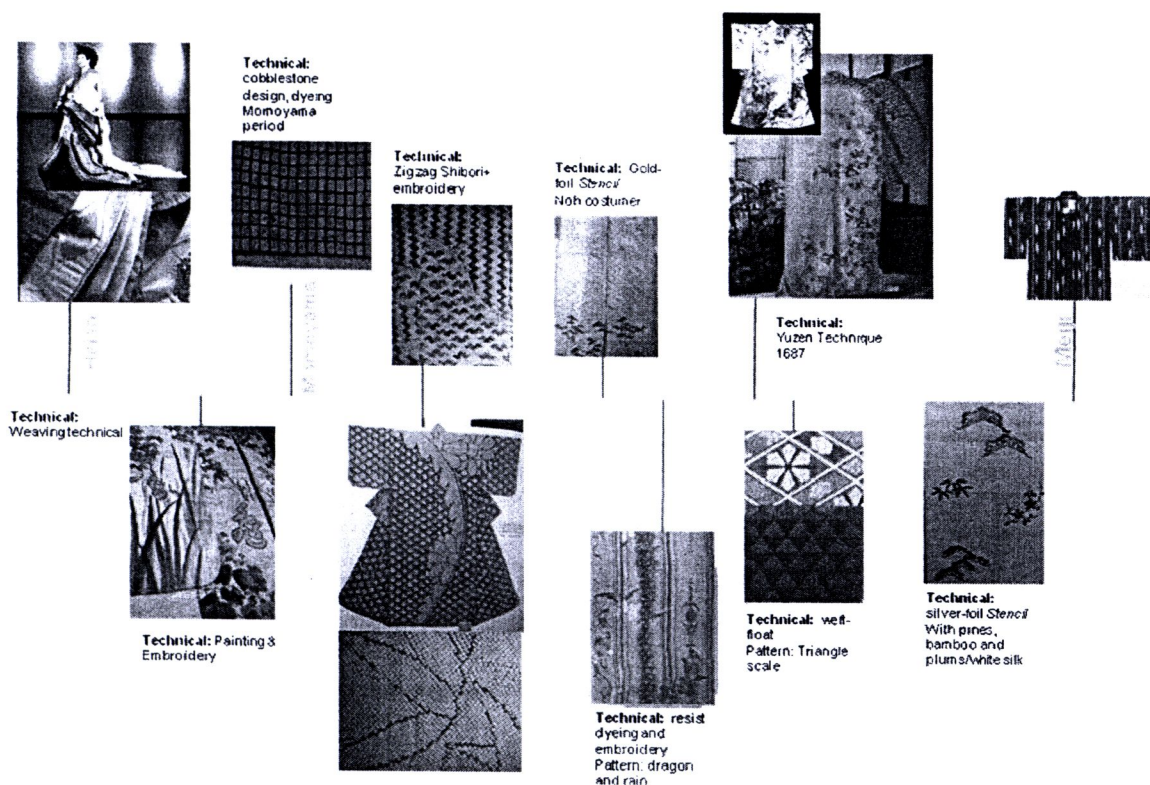 Technical:
cobblestone
design, dyeing
Momoyama
period
Technical:
Zigzag Shibori+
embroidery
Technical: Gold-
foil Stencil
Noh costumer
Technical:
Yuzen Technique
1687
Meiji
Momoyama
Technical:
Weaving technical
Technical: Painting &
Embroidery
Technical: resist
dyeing and
embroidery
Pattern: dragon
and rain
Technical: weft-
float
Pattern: Triangle
scale
Technical:
silver-foil Stencil
With pines,
bamboo and
plums/white silk